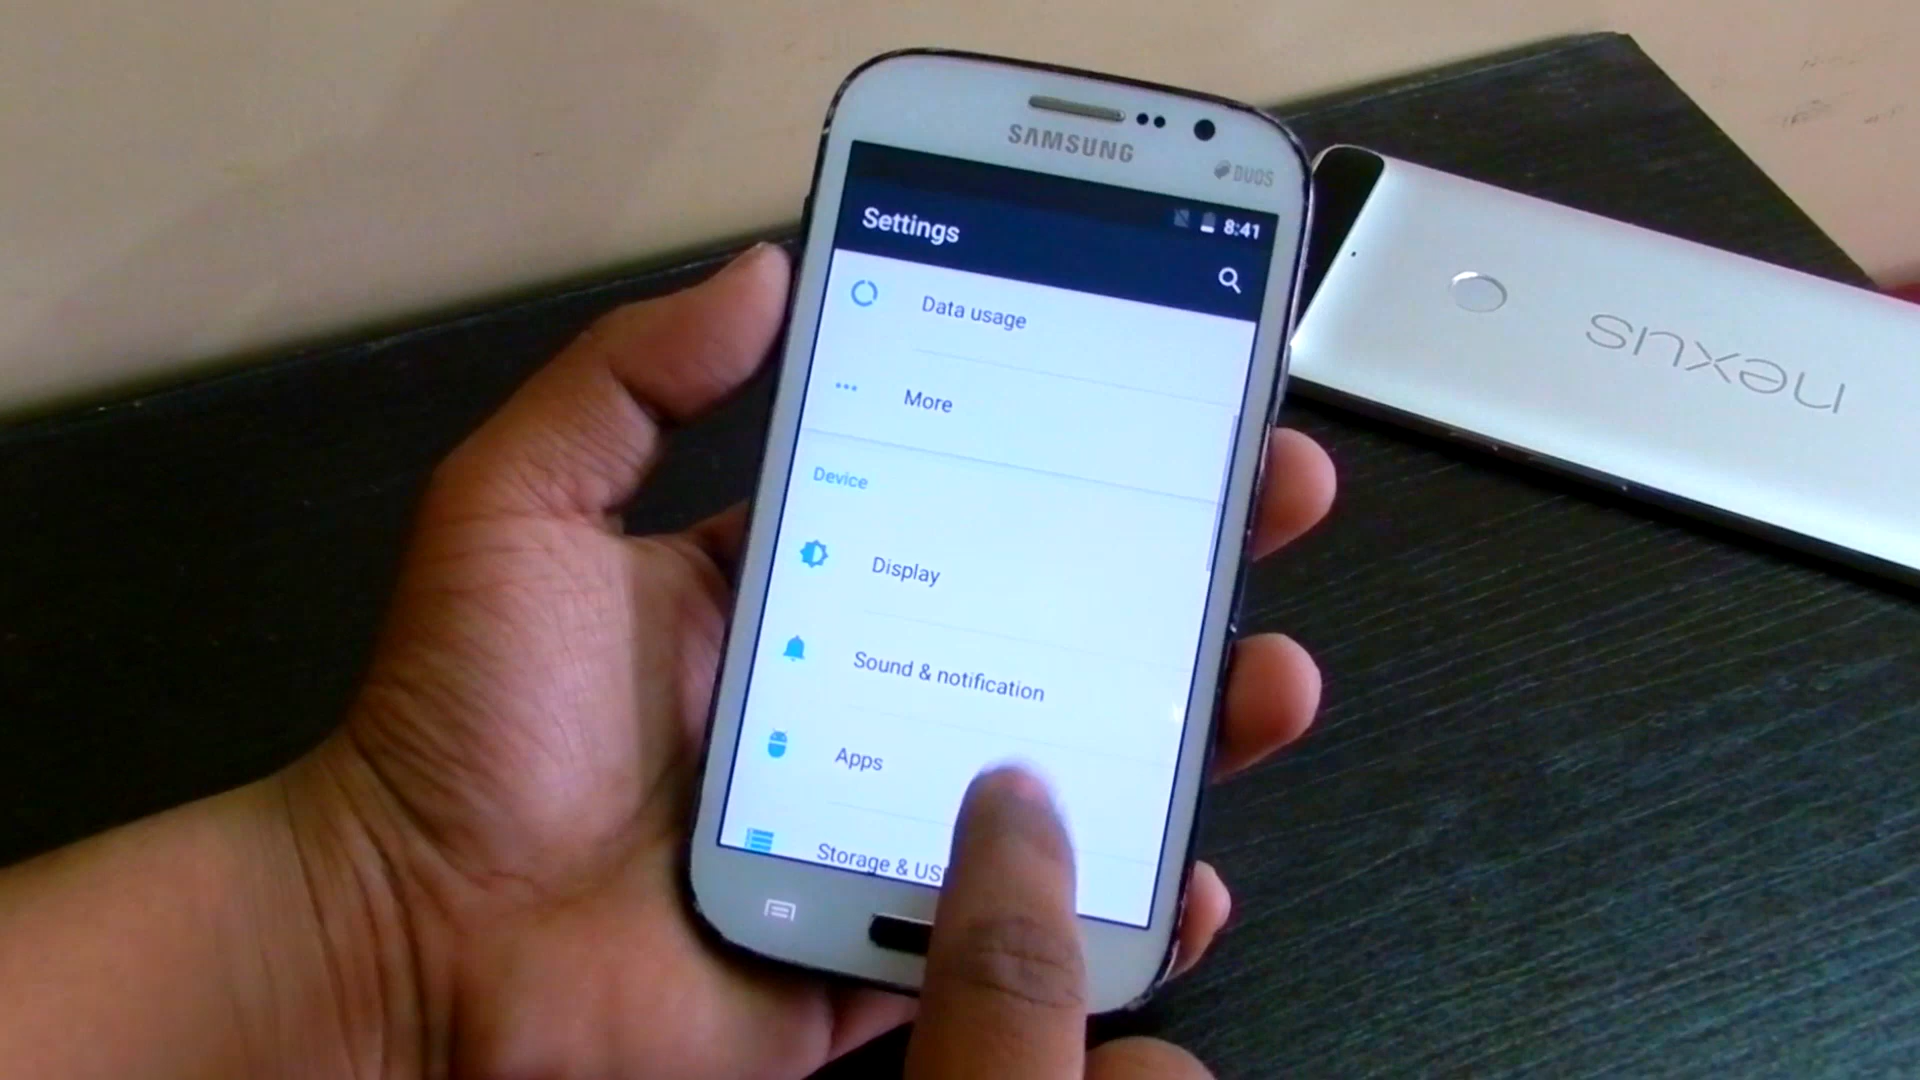 SAMSUNG
DUOS
8:41
Settings
Data usage
More
Device
Display
Sound & notification
Apps
Storage & US
nexus